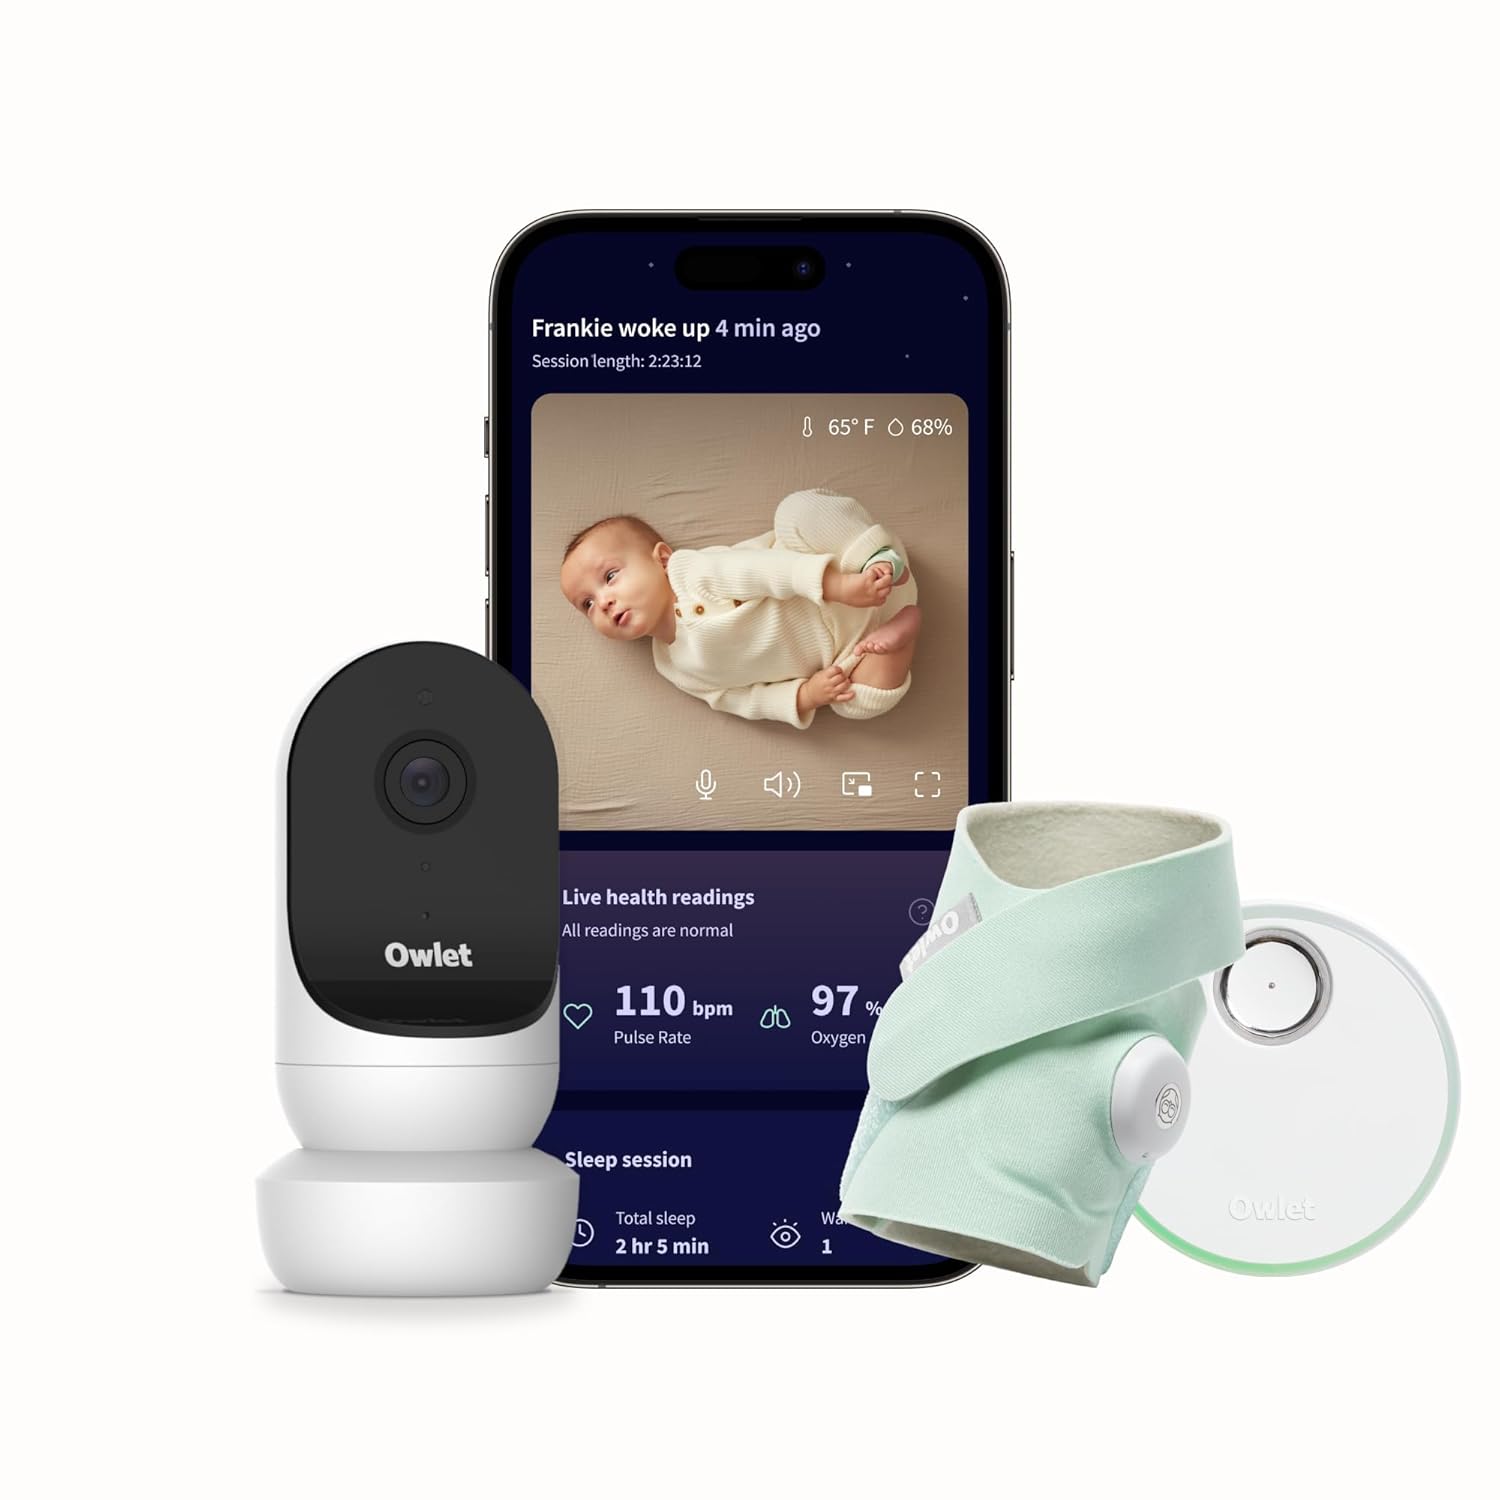 Frankie woke up 4 min ago
Session length: 2:23:12
65° F 68%
Live health readings
All readings are normal
110 bpm
Pulse Rate
97 %
Oxygen
Sleep session
Total sleep
2 hr 5 min
1
Owlet
Owlet
Owlet